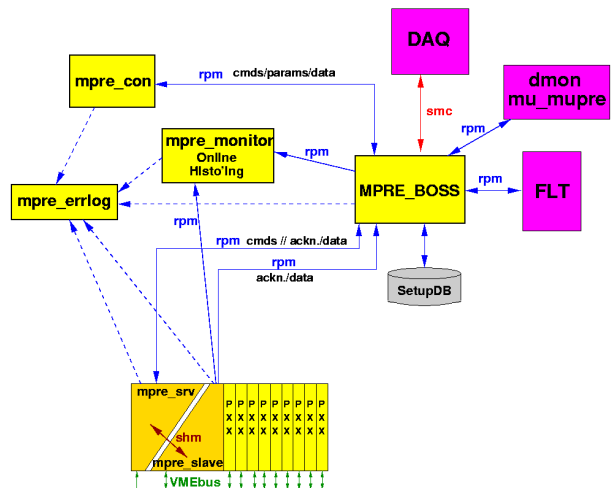 DAQ
mpre_con
rpm cmds/params/data
dmon
mu_mupre
smc
rpm
mpre_monitor
Online
Histo'ing
rpm
mpre_errlog
MPRE_BOSS
rpm
FLT
rpm
rpm cmds // ackn./data
rpm
ackn./data
SetupDB
mpre_srv
shm
mpre_slave
P P P P P P P P P
X X X X X X X X X
X X X X X X X X X
VMEbus